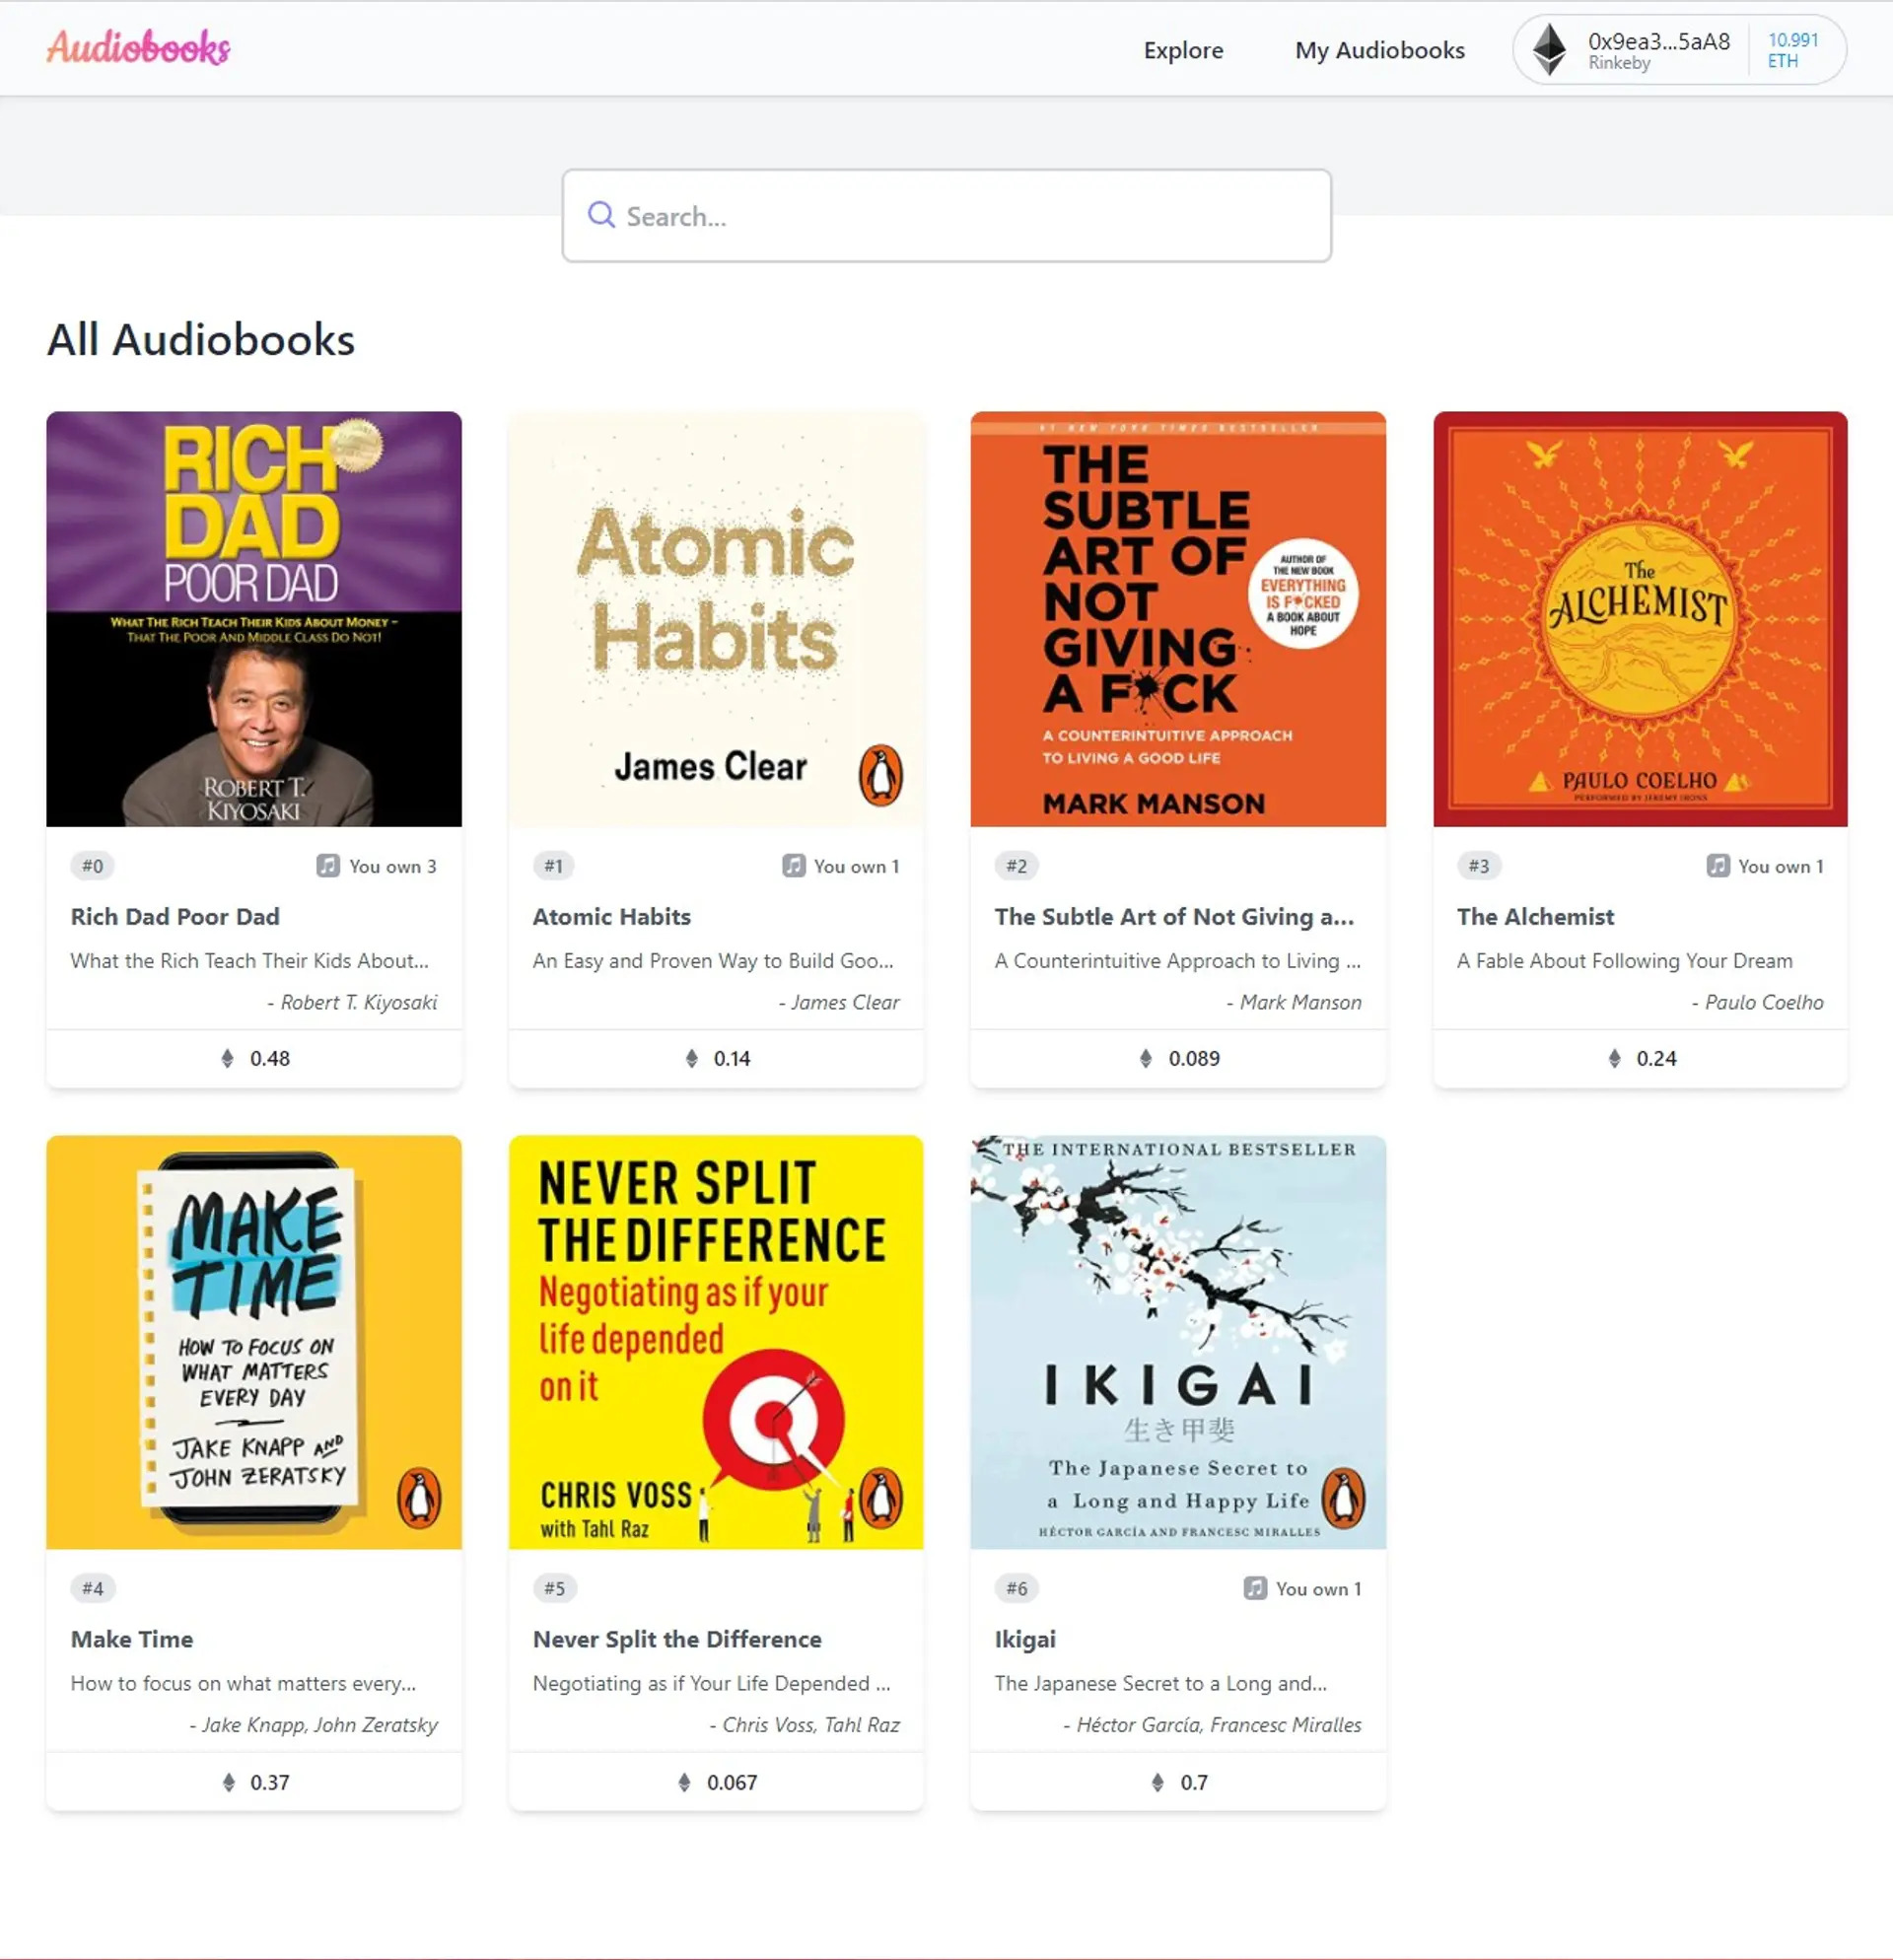 Audiobooks
Explore
My Audiobooks
0x9ea3...5aA8
Rinkeby
10.991
ETH
Search...
All Audiobooks
RICH
DAD
POOR DAD
WHAT THE RICH TEACH THEIR KIDS ABOUT MONEY –
THAT THE POOR AND MIDDLE CLASS DO NOT!
ROBERT T.
KIYOSAKI
#0
You own 3
Rich Dad Poor Dad
What the Rich Teach Their Kids About...
- Robert T. Kiyosaki
0.48
Atomic
Habits
James Clear
#1
You own 1
Atomic Habits
An Easy and Proven Way to Build Goo...
- James Clear
0.14
#1 NEW YORK TIMES BESTSELLER
THE
SUBTLE
ART OF
NOT
GIVING
A F*CK
AUTHOR OF
THE NEW BOOK
EVERYTHING
IS F*CKED
A BOOK ABOUT
HOPE
A COUNTERINTUITIVE APPROACH
TO LIVING A GOOD LIFE
MARK MANSON
#2
The Subtle Art of Not Giving a...
A Counterintuitive Approach to Living ...
- Mark Manson
0.089
The
ALCHEMIST
PAULO COELHO
PERFORMED BY JEREMY IRONS
#3
You own 1
The Alchemist
A Fable About Following Your Dream
- Paulo Coelho
0.24
MAKE
TIME
HOW TO FOCUS ON
WHAT MATTERS
EVERY DAY
JAKE KNAPP AND
JOHN ZERATSKY
#4
Make Time
How to focus on what matters every...
- Jake Knapp, John Zeratsky
0.37
NEVER SPLIT
THE DIFFERENCE
Negotiating as if your
life depended
on it
CHRIS VOSS
with Tahl Raz
#5
Never Split the Difference
Negotiating as if Your Life Depended ...
- Chris Voss, Tahl Raz
0.067
THE INTERNATIONAL BESTSELLER
IKIGAI
生き甲斐
The Japanese Secret to
a Long and Happy Life
HÉCTOR GARCÍA AND FRANCESC MIRALLES
#6
You own 1
Ikigai
The Japanese Secret to a Long and...
- Héctor García, Francesc Miralles
0.7